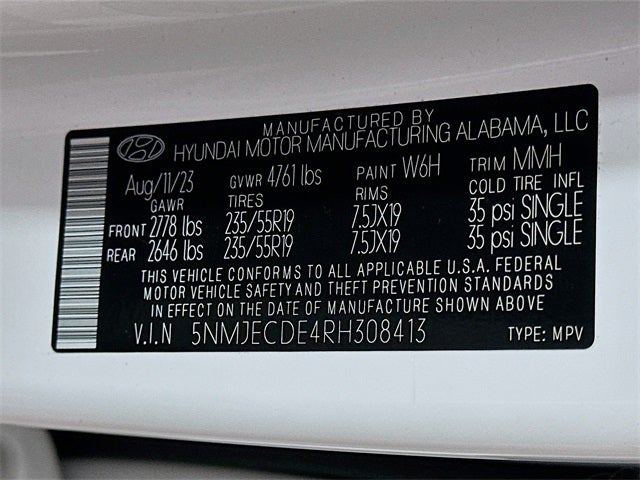 MANUFACTURED BY
HYUNDAI MOTOR MANUFACTURING ALABAMA, LLC
Aug/11/23 GVWR 4761 lbs PAINT W6H TRIM MMH
GAWR TIRES RIMS COLD TIRE INFL
FRONT 2778 lbs 235/55R19 7.5JX19 35 psi SINGLE
REAR 2646 lbs 235/55R19 7.5JX19 35 psi SINGLE
THIS VEHICLE CONFORMS TO ALL APPLICABLE U.S.A. FEDERAL
MOTOR VEHICLE SAFETY AND THEFT PREVENTION STANDARDS
IN EFFECT ON THE DATE OF MANUFACTURE SHOWN ABOVE
V.I.N 5NMJECDE4RH308413 TYPE: MPV